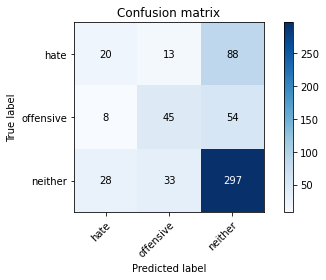 Confusion matrix
hate 20 13 88
offensive 8 45 54
neither 28 33 297
hate offensive neither
True label
Predicted label
250
200
150
100
50